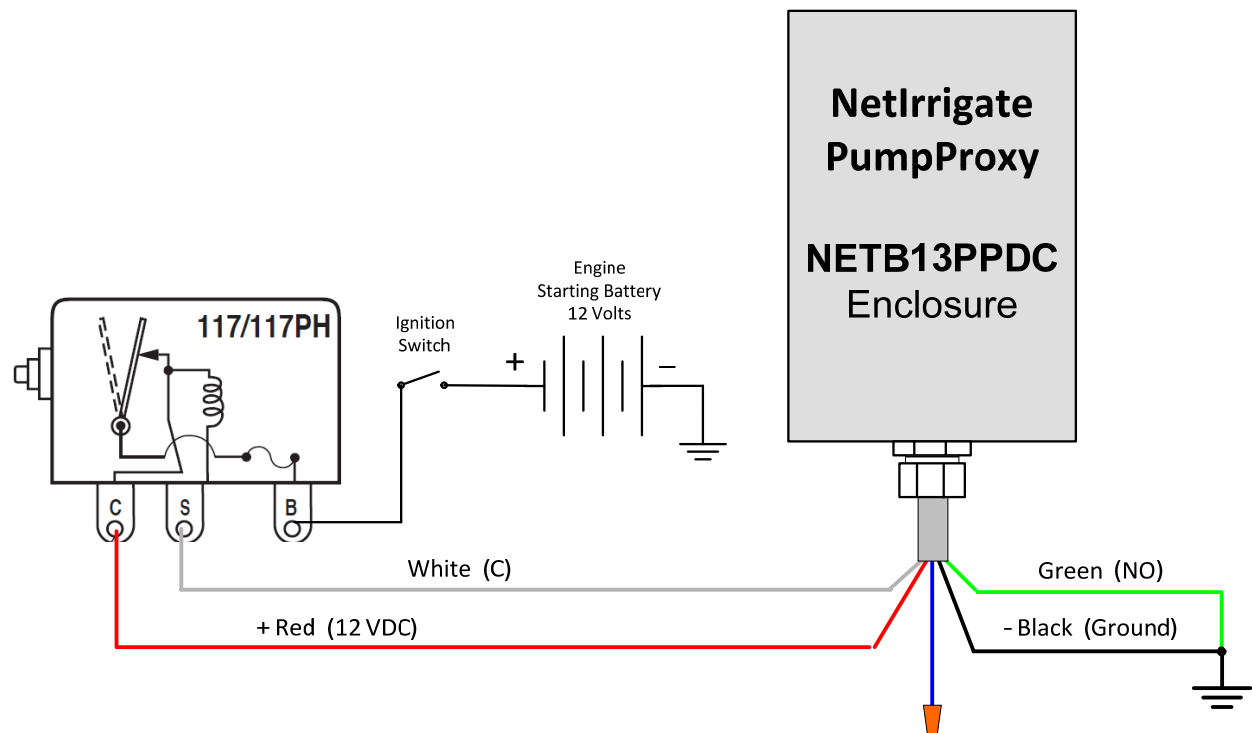 NetIrrigate
PumpProxy
NETB13PPDC
Enclosure
Engine
Starting Battery
12 Volts
Ignition
Switch
+
–
117/117PH
C
S
B
White (C)
+ Red (12 VDC)
Green (NO)
- Black (Ground)